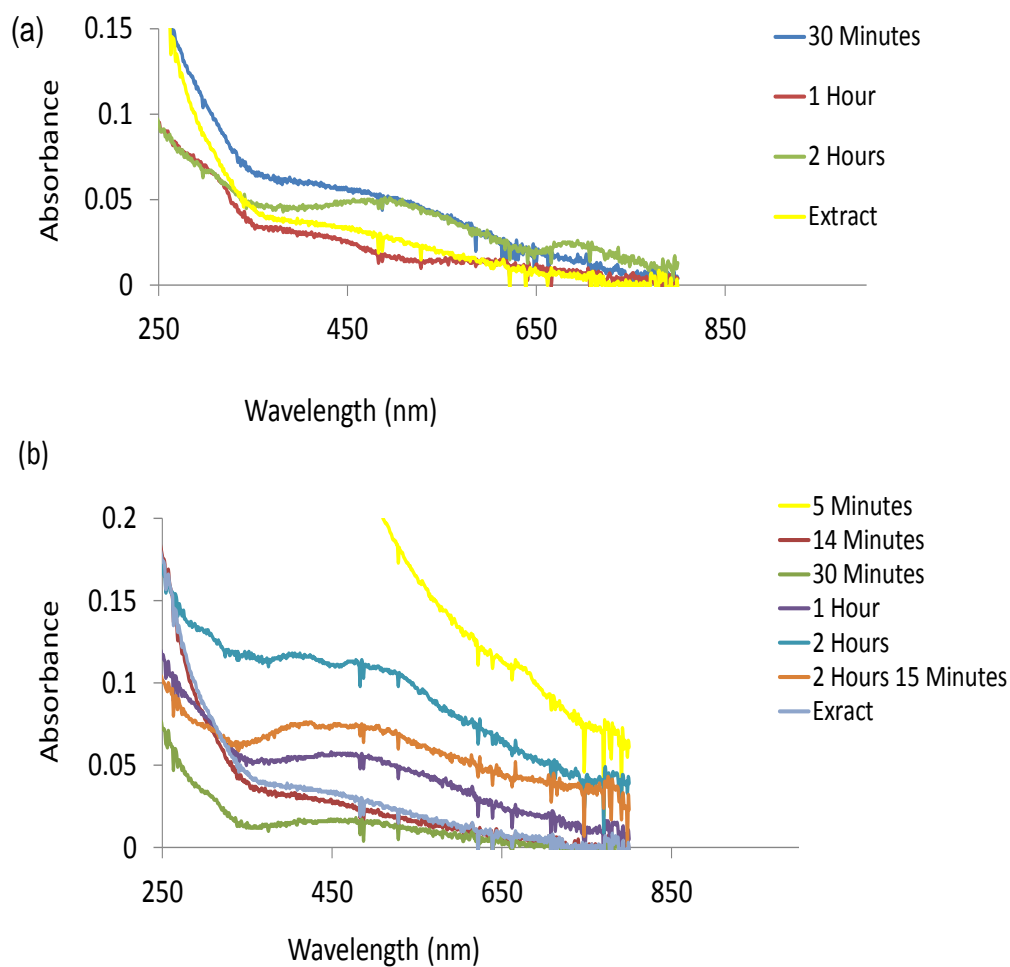 (a)
0.15
0.1
0.05
0
Absorbance
250 450 650 850
Wavelength (nm)
30 Minutes
1 Hour
2 Hours
Extract
(b)
0.2
0.15
0.1
0.05
0
Absorbance
250 450 650 850
Wavelength (nm)
5 Minutes
14 Minutes
30 Minutes
1 Hour
2 Hours
2 Hours 15 Minutes
Exract